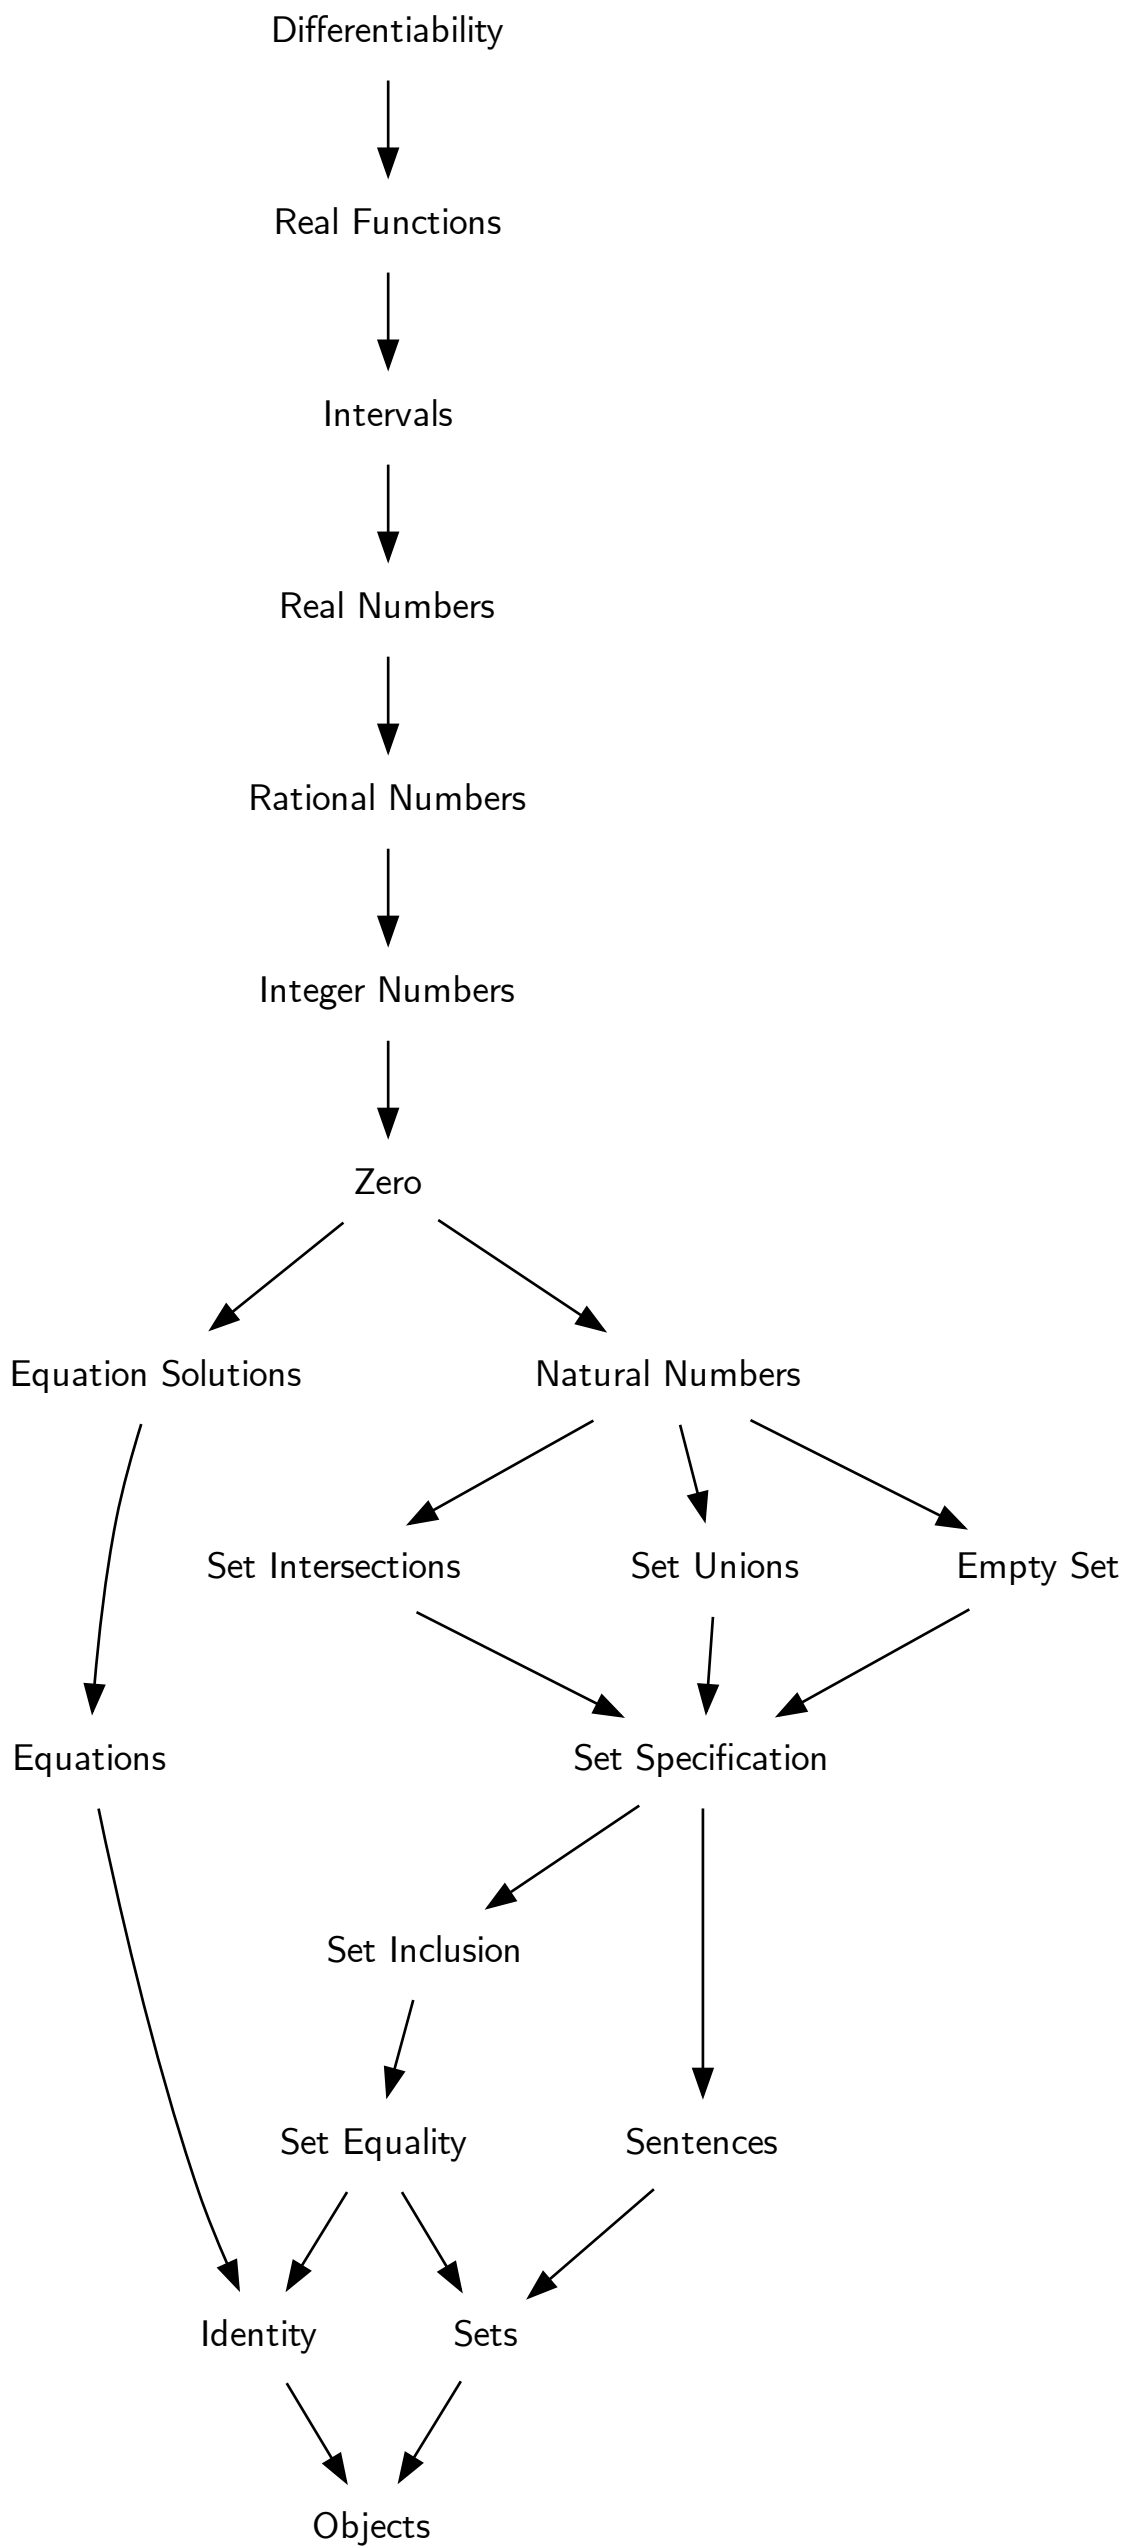 Differentiability
Real Functions
Intervals
Real Numbers
Rational Numbers
Integer Numbers
Zero
Equation Solutions
Natural Numbers
Set Intersections
Set Unions
Empty Set
Equations
Set Specification
Set Inclusion
Set Equality
Sentences
Identity
Sets
Objects